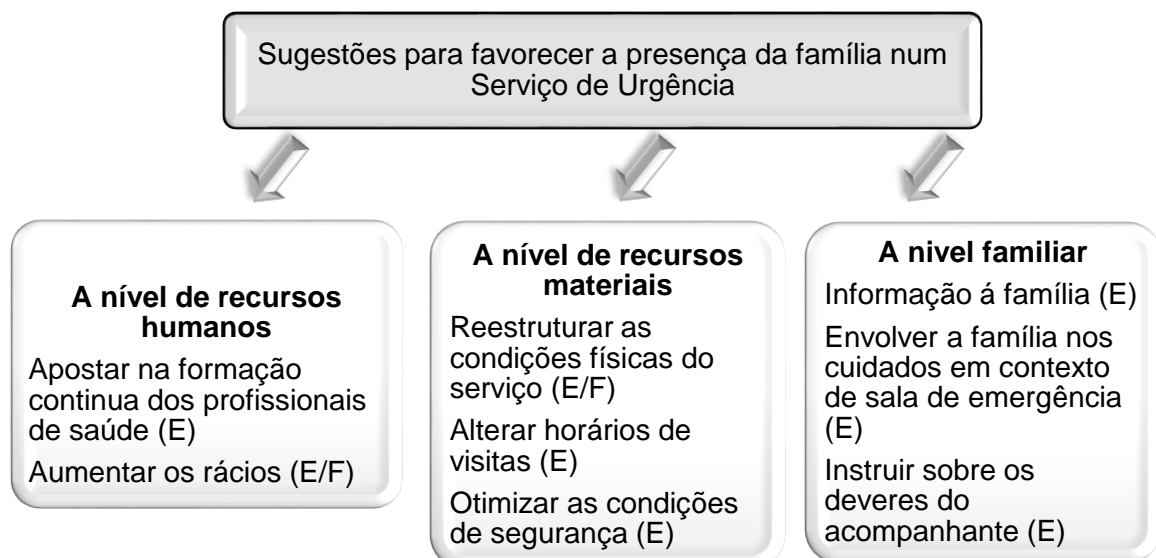 Sugestões para favorecer a presença da família num
Serviço de Urgência
A nível de recursos
humanos
Apostar na formação
continua dos profissionais
de saúde (E)
Aumentar os rácios (E/F)
A nível de recursos
materiais
Reestruturar as
condições físicas do
serviço (E/F)
Alterar horários de
visitas (E)
Otimizar as condições
de segurança (E)
A nivel familiar
Informação á família (E)
Envolver a família nos
cuidados em contexto
de sala de emergência
(E)
Instruir sobre os
deveres do
acompanhante (E)